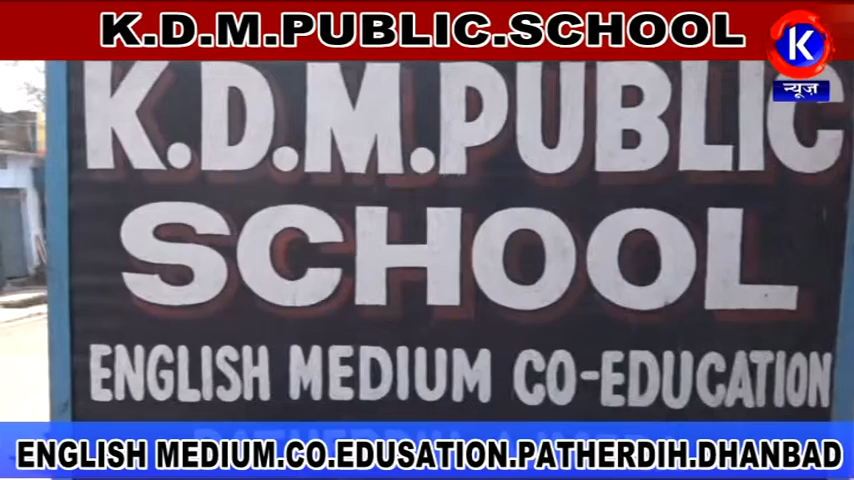 K.D.M.PUBLIC.SCHOOL
K
न्यूज़
K.D.M.PUBLIC
SCHOOL
ENGLISH MEDIUM CO-EDUCATION
ENGLISH MEDIUM.CO.EDUSATION.PATHERDIH.DHANBAD